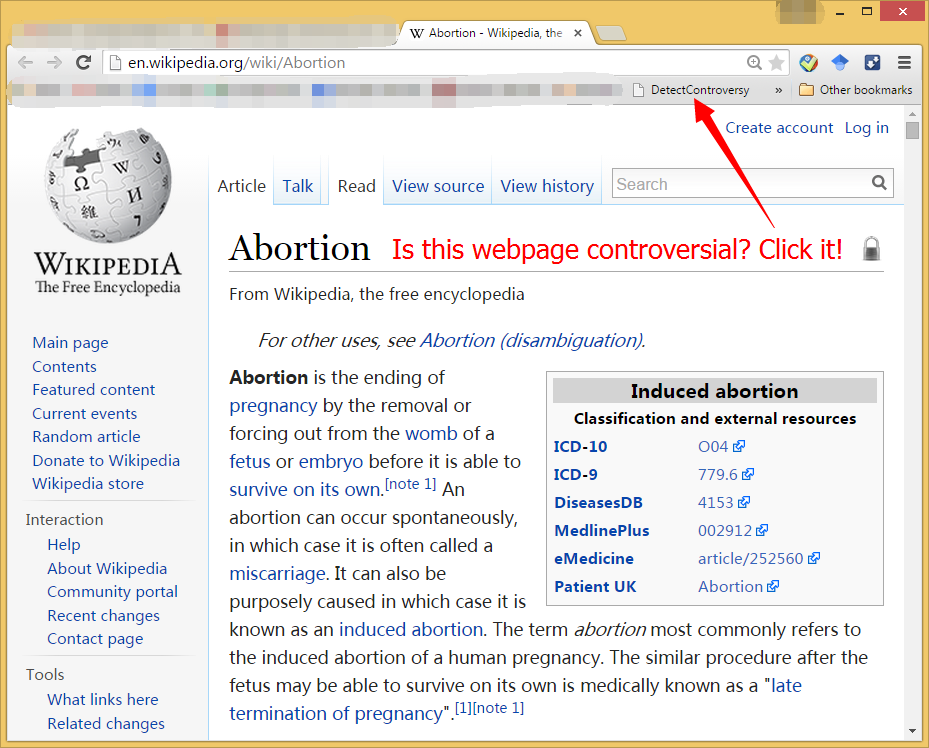 Abortion - Wikipedia, the
en.wikipedia.org/wiki/Abortion
DetectControversy
»
Other bookmarks
Create account Log in
Article Talk Read View source View history Search
WIKIPEDIA
The Free Encyclopedia
Abortion
Is this webpage controversial? Click it!
From Wikipedia, the free encyclopedia
For other uses, see Abortion (disambiguation).
Abortion is the ending of
pregnancy by the removal or
forcing out from the womb of a
fetus or embryo before it is able to
survive on its own.[note 1] An
abortion can occur spontaneously,
in which case it is often called a
miscarriage. It can also be
purposely caused in which case it is
known as an induced abortion. The term abortion most commonly refers to
the induced abortion of a human pregnancy. The similar procedure after the
fetus may be able to survive on its own is medically known as a "late
termination of pregnancy".[1][note 1]
Induced abortion
Classification and external resources
ICD-10 O04
ICD-9 779.6
DiseasesDB 4153
MedlinePlus 002912
eMedicine article/252560
Patient UK Abortion
Main page
Contents
Featured content
Current events
Random article
Donate to Wikipedia
Wikipedia store
Interaction
Help
About Wikipedia
Community portal
Recent changes
Contact page
Tools
What links here
Related changes